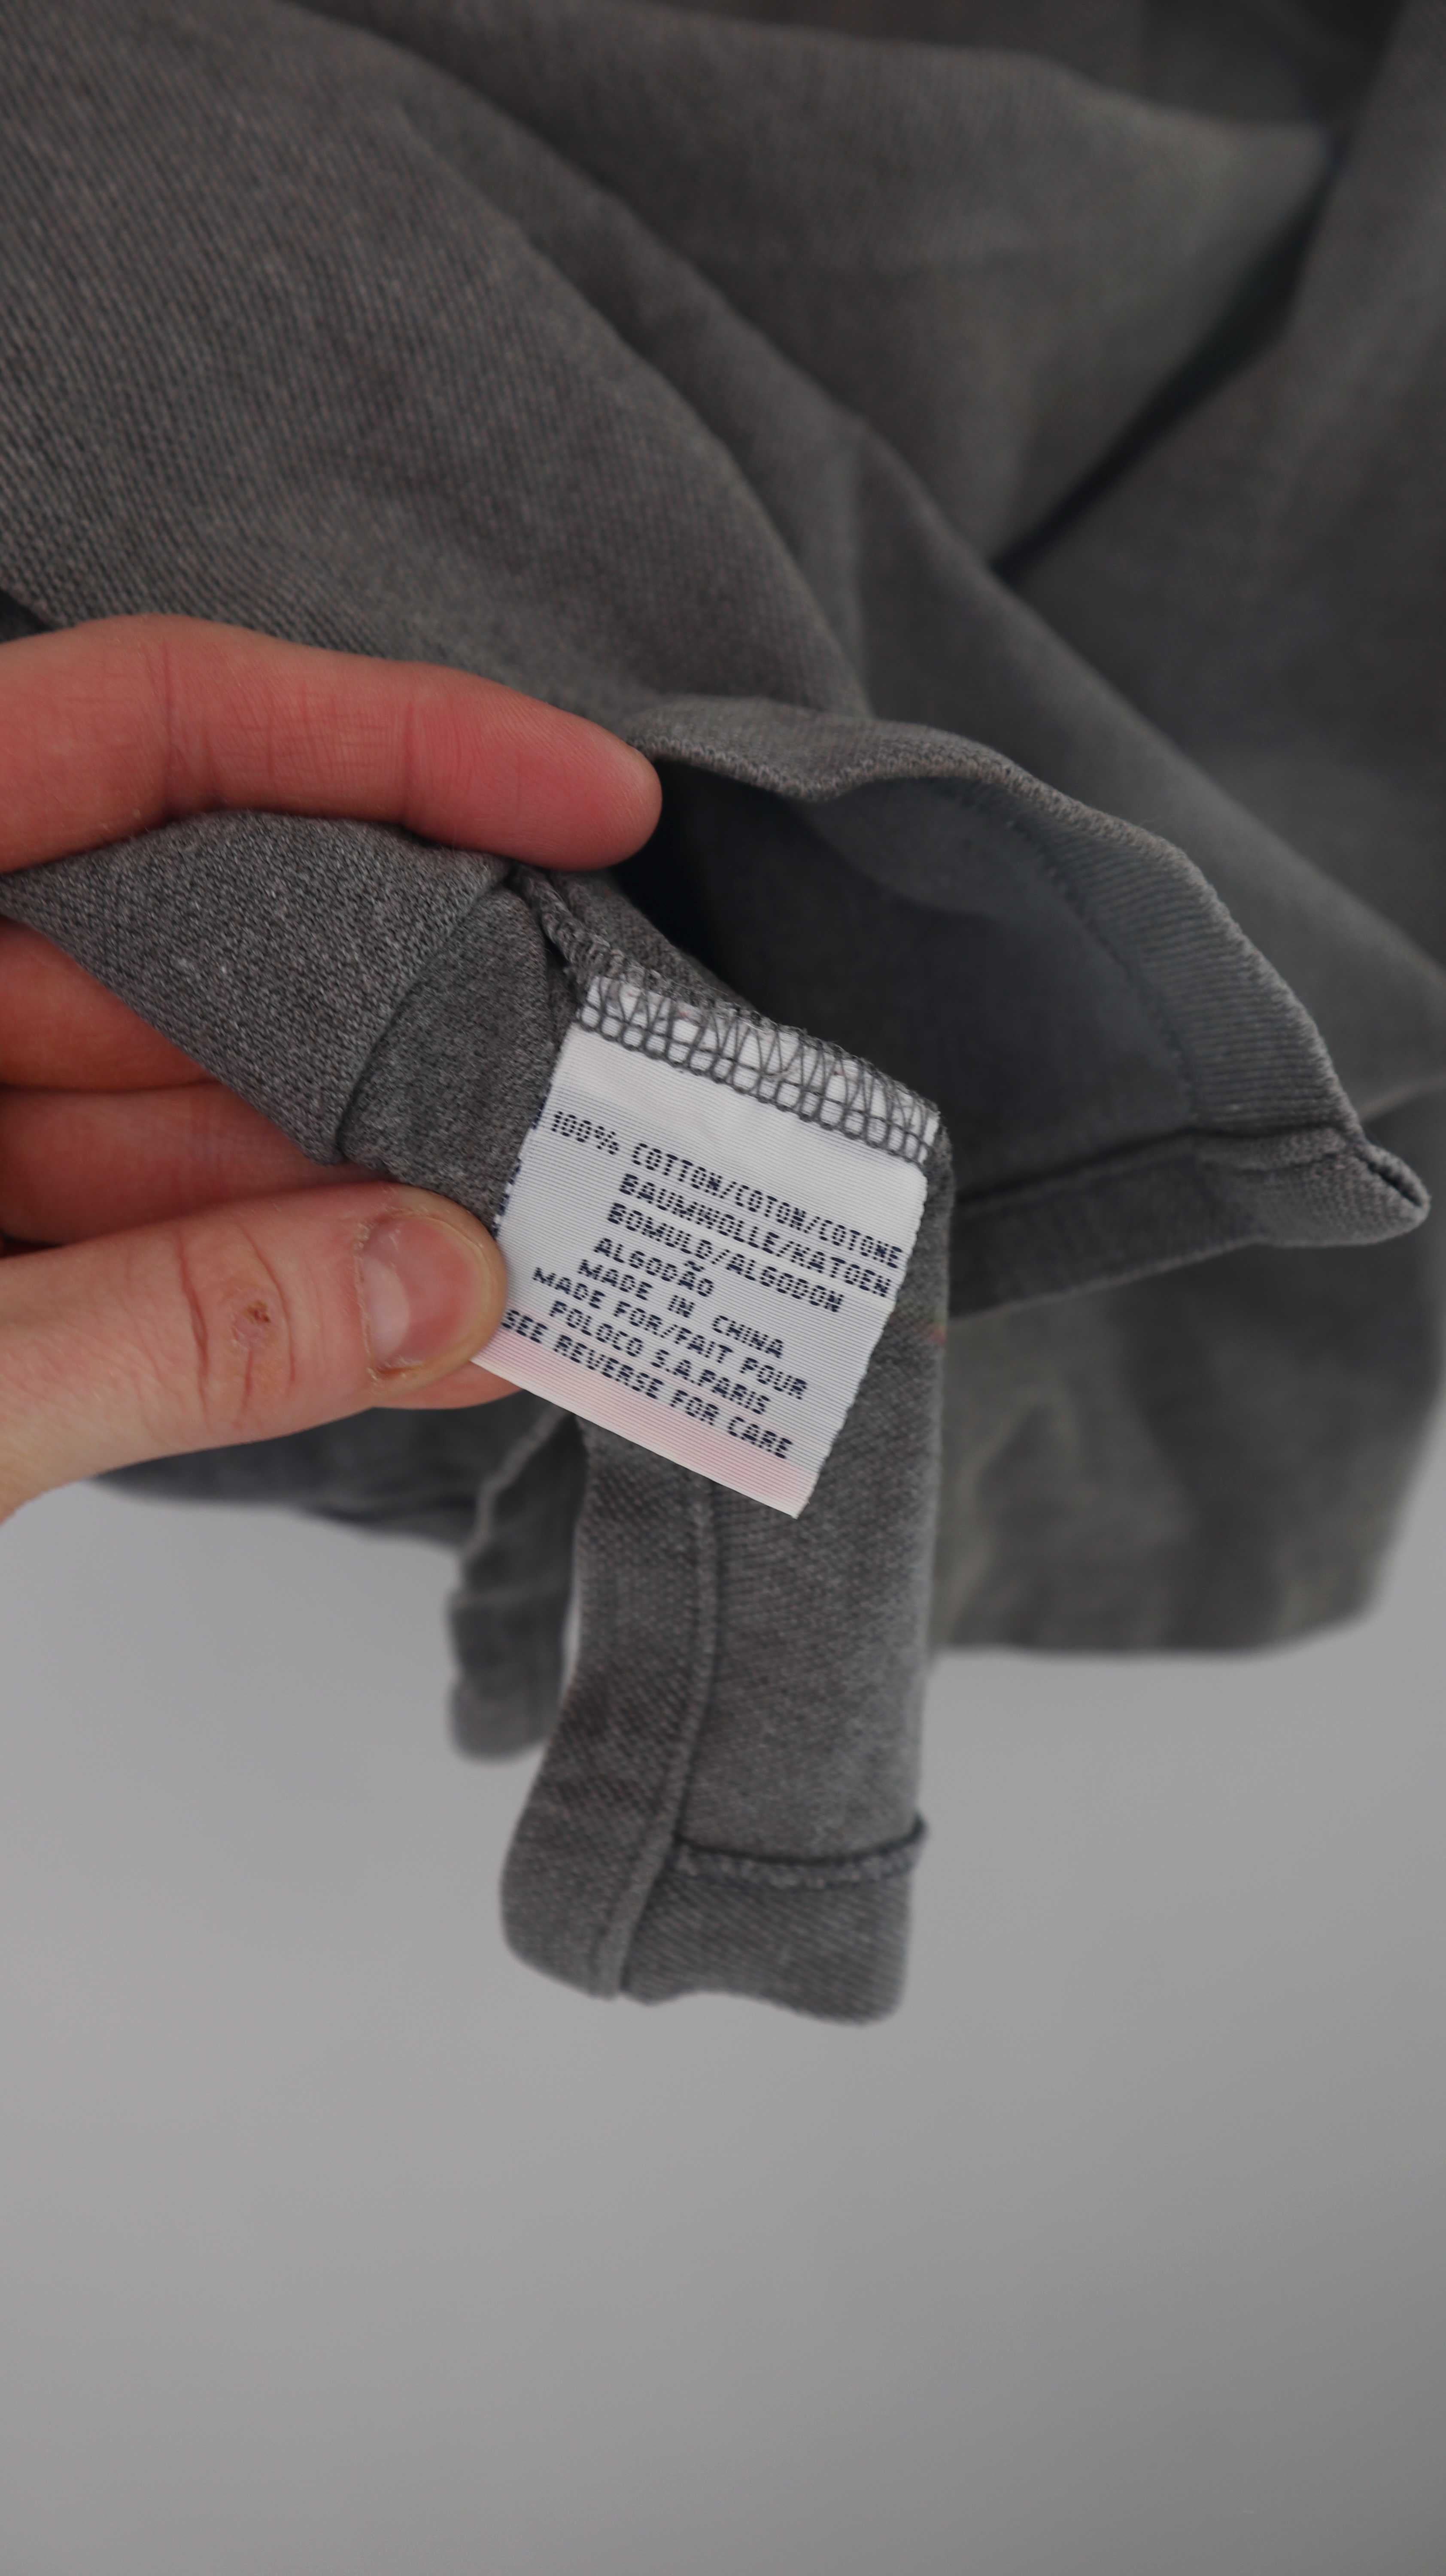 100% COTTON/COTON/COTONE
BAUMWOLLE/KATOEN
BOMULD/ALGODON
ALGODÃO
MADE IN CHINA
MADE FOR/FAIT POUR
POLOCO S.A.PARIS
SEE REVERSE FOR CARE